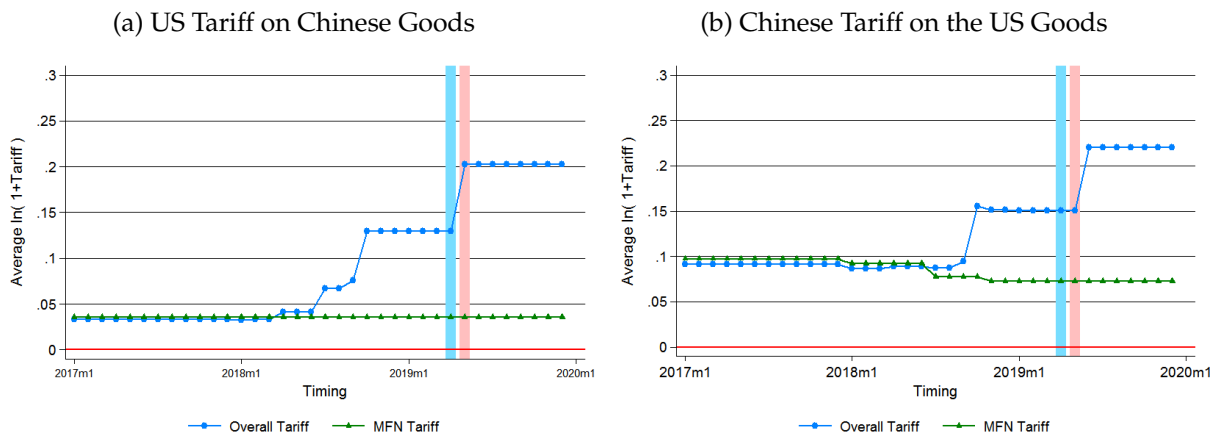 (a) US Tariff on Chinese Goods
Average ln( 1+Tariff )
.3
.25
.2
.15
.1
.05
0
2017m1
2018m1
2019m1
2020m1
Timing
Overall Tariff
MFN Tariff
(b) Chinese Tariff on the US Goods
Average ln( 1+Tariff )
.3
.25
.2
.15
.1
.05
0
2017m1
2018m1
2019m1
2020m1
Timing
Overall Tariff
MFN Tariff